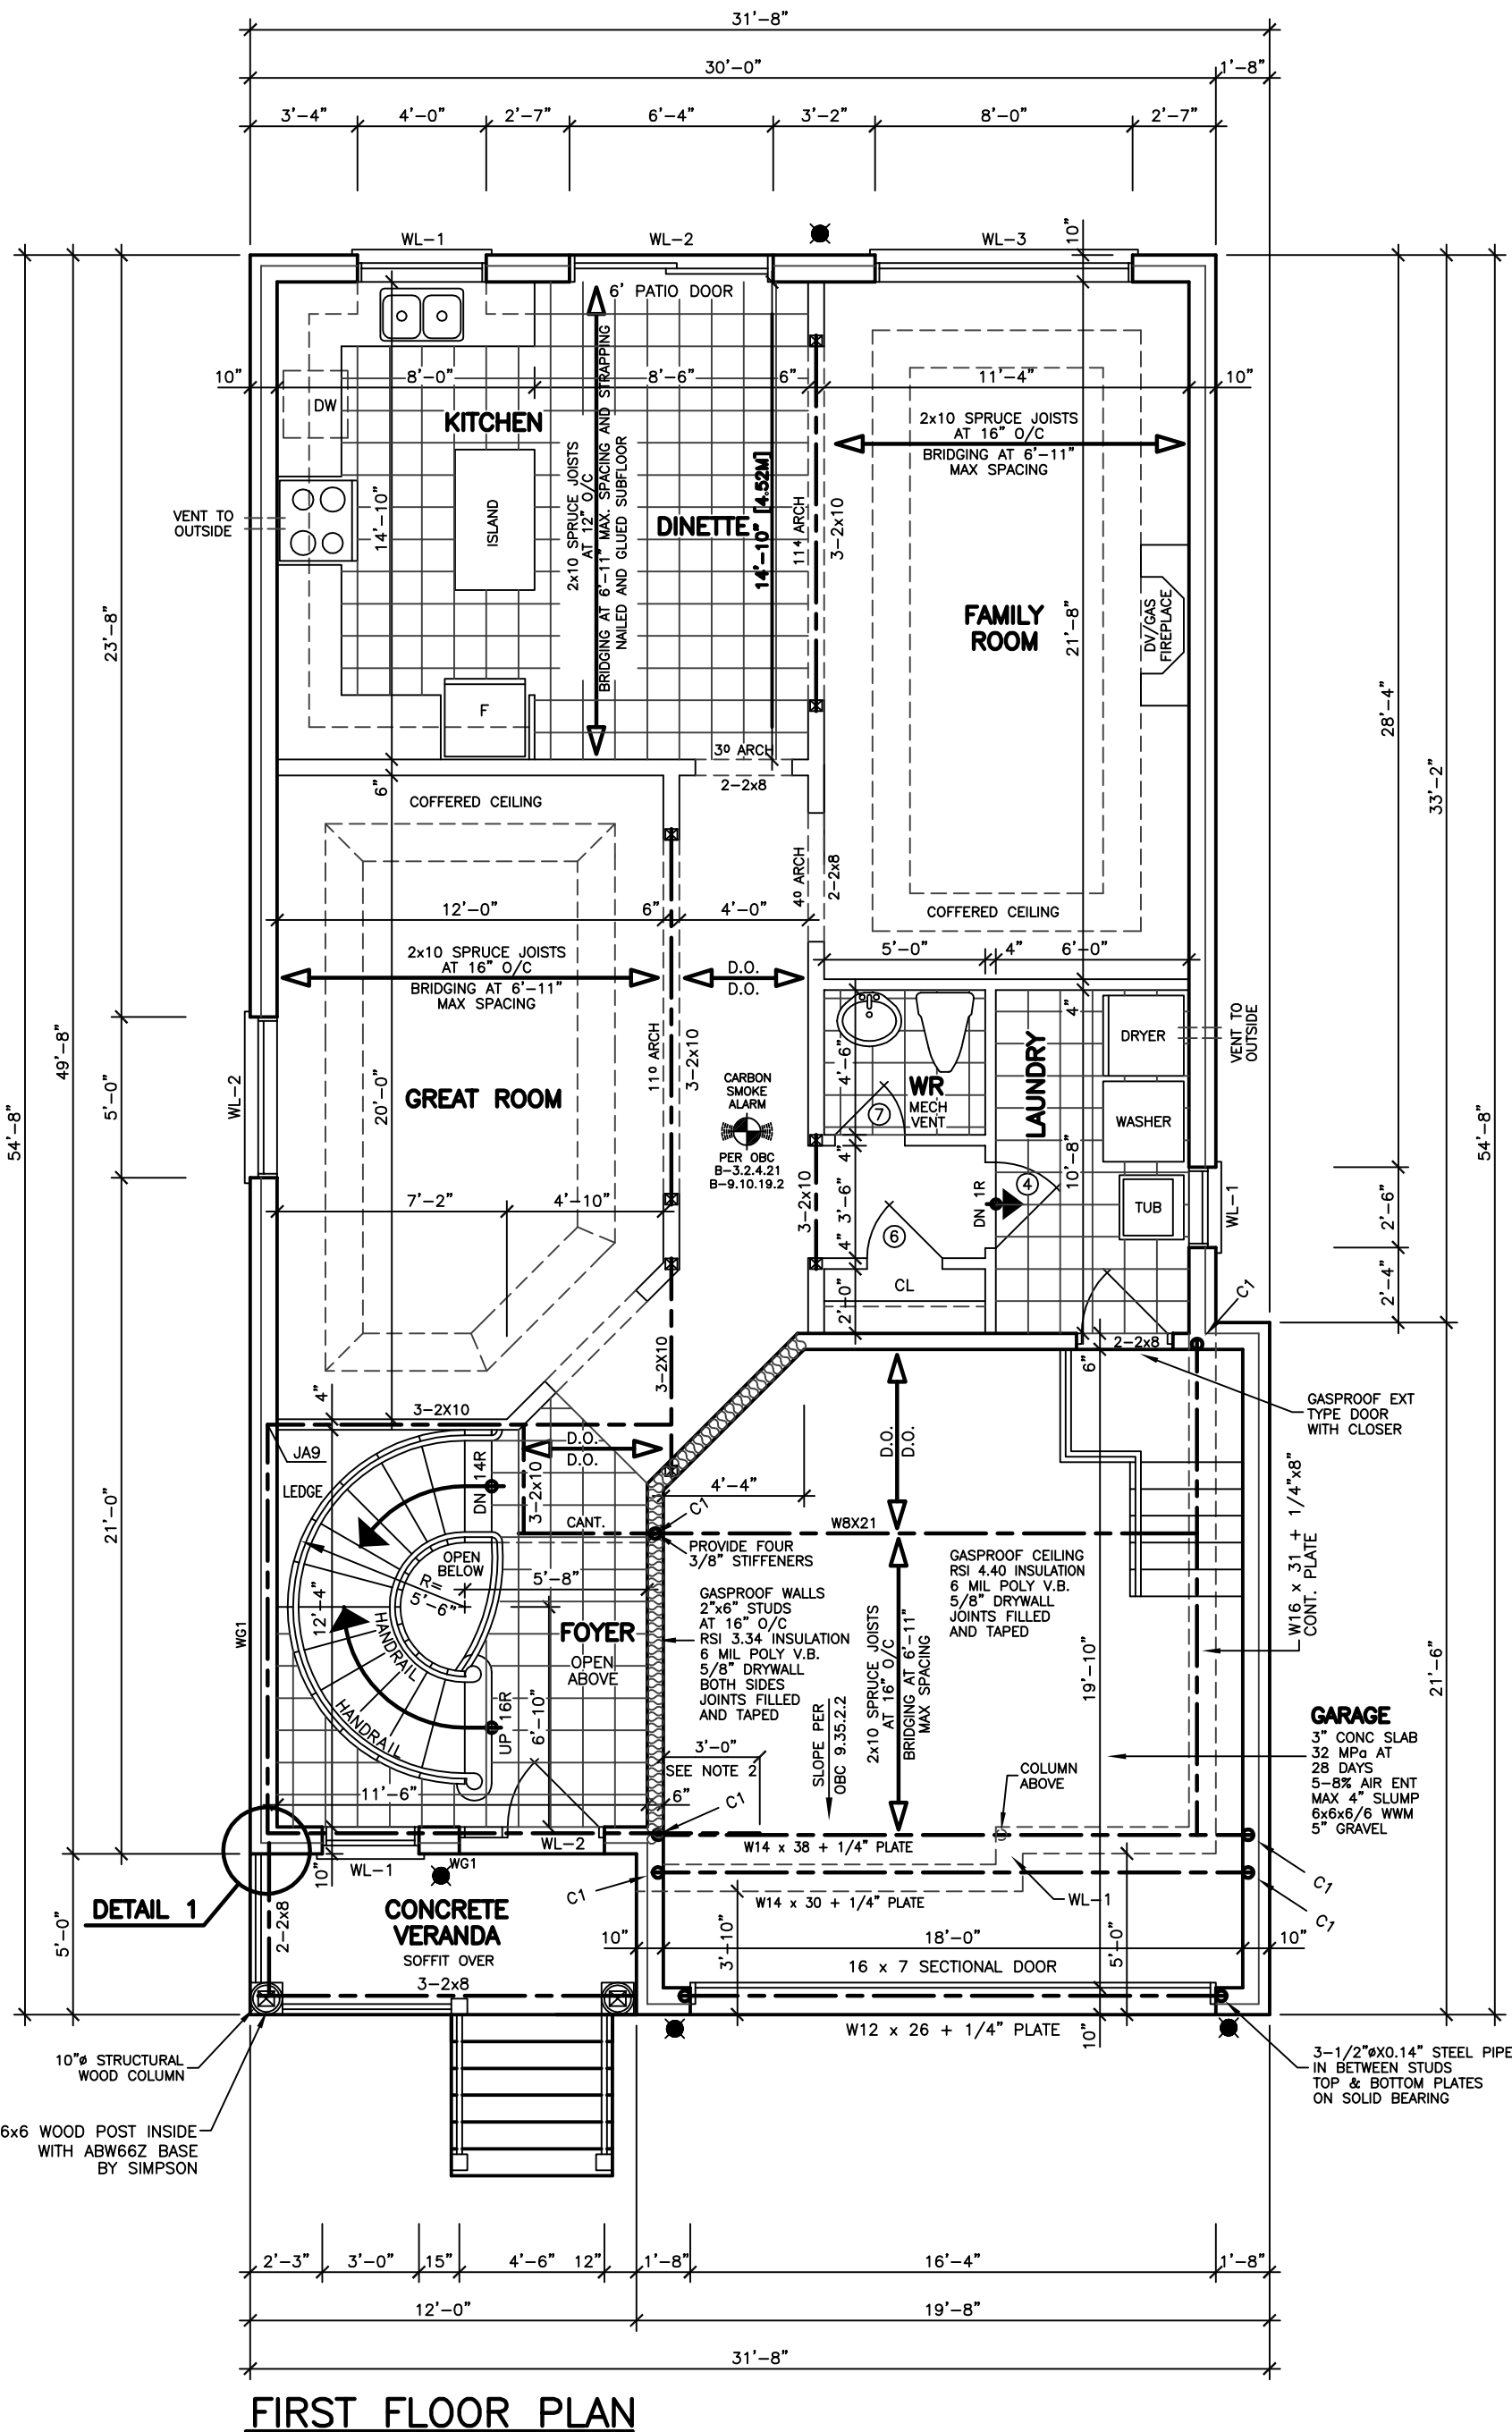 31'-8"
30'-0"
1'-8"
3'-4"
4'-0"
2'-7"
6'-4"
3'-2"
8'-0"
2'-7"
WL-1
WL-2
WL-3
10"
6' PATIO DOOR
10"
8'-0"
8'-6"
6"
11'-4"
10"
DW
KITCHEN
2x10 SPRUCE JOISTS
AT 16" O/C
BRIDGING AT 6'-11"
MAX SPACING
2x10 SPRUCE JOISTS
AT 12" O/C
BRIDGING AT 6'-11" MAX. SPACING AND STRAPPING
NAILED AND GLUED SUBFLOOR
VENT TO
OUTSIDE
14'-10"
ISLAND
DINETTE
14'-10" [4.52M]
11⁴ ARCH
3-2x10
FAMILY
ROOM
21'-8"
DV/GAS
FIREPLACE
23'-8"
28'-4"
33'-2"
F
3⁰ ARCH
2-2x8
6"
COFFERED CEILING
4⁰ ARCH
2-2x8
12'-0"
6"
4'-0"
COFFERED CEILING
5'-0"
4"
6'-0"
2x10 SPRUCE JOISTS
AT 16" O/C
BRIDGING AT 6'-11"
MAX SPACING
D.O.
D.O.
4"
DRYER
VENT TO
OUTSIDE
49'-8"
54'-8"
5'-0"
WL-2
GREAT ROOM
20'-0"
11⁰ ARCH
3-2x10
CARBON
SMOKE
ALARM
PER OBC
B-3.2.4.21
B-9.10.19.2
4'-6"
WR
MECH
VENT
7
LAUNDRY
WASHER
54'-8"
4"
3'-6"
4"
3-2x10
10'-8"
4
DN 1R
TUB
WL-1
2'-6"
2'-4"
7'-2"
4'-10"
6
CL
2'-0"
C1
3-2X10
2-2x8
6"
GASPROOF EXT
TYPE DOOR
WITH CLOSER
4"
3-2X10
JA9
LEDGE
DN 14R
D.O.
D.O.
3-2x10
4'-4"
D.O.
D.O.
21'-0"
C1
CANT.
W8X21
PROVIDE FOUR
3/8" STIFFENERS
OPEN
BELOW
5'-8"
R=
5'-6"
12'-4"
HANDRAIL
HANDRAIL
WG1
FOYER
OPEN
ABOVE
UP 16R
6'-10"
GASPROOF WALLS
2"x6" STUDS
AT 16" O/C
RSI 3.34 INSULATION
6 MIL POLY V.B.
5/8" DRYWALL
BOTH SIDES
JOINTS FILLED
AND TAPED
GASPROOF CEILING
RSI 4.40 INSULATION
6 MIL POLY V.B.
5/8" DRYWALL
JOINTS FILLED
AND TAPED
2x10 SPRUCE JOISTS
AT 16" O/C
BRIDGING AT 6'-11"
MAX SPACING
SLOPE PER
OBC 9.35.2.2
19'-10"
W16 x 31 + 1/4"x8"
CONT. PLATE
21'-6"
GARAGE
3" CONC SLAB
32 MPa AT
28 DAYS
5-8% AIR ENT
MAX 4" SLUMP
6x6x6/6 WWM
5" GRAVEL
3'-0"
SEE NOTE 2
COLUMN
ABOVE
11'-6"
6"
C1
WL-2
WL-1
WG1
10"
W14 x 38 + 1/4" PLATE
C1
W14 x 30 + 1/4" PLATE
WL-1
C1
C1
DETAIL 1
2-2x8
CONCRETE
VERANDA
SOFFIT OVER
3-2x8
5'-0"
10"
3'-10"
18'-0"
5'-0"
10"
16 x 7 SECTIONAL DOOR
W12 x 26 + 1/4" PLATE
10"
10"ø STRUCTURAL
WOOD COLUMN
6x6 WOOD POST INSIDE
WITH ABW66Z BASE
BY SIMPSON
3-1/2"øX0.14" STEEL PIPE
IN BETWEEN STUDS
TOP & BOTTOM PLATES
ON SOLID BEARING
2'-3"
3'-0"
15"
4'-6"
12"
1'-8"
16'-4"
1'-8"
12'-0"
19'-8"
31'-8"
FIRST FLOOR PLAN